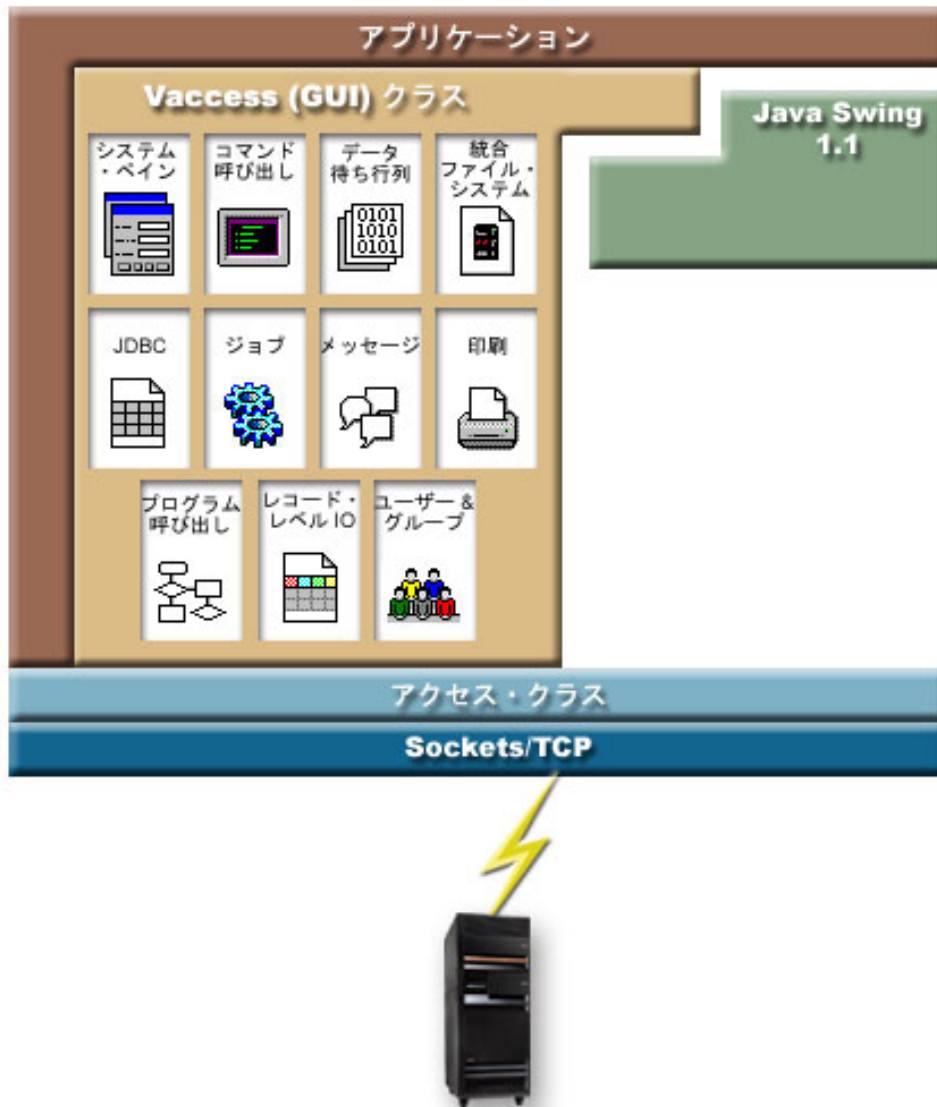 アプリケーション
Vaccess (GUI) クラス
Java Swing
1.1
システム
・ペイン
コマンド
呼び出し
データ
待ち行列
統合
ファイル・
システム
0101
1010
0101
JDBC
ジョブ
メッセージ
印刷
プログラム
呼び出し
レコード・
レベル IO
ユーザー &
グループ
アクセス・クラス
Sockets/TCP